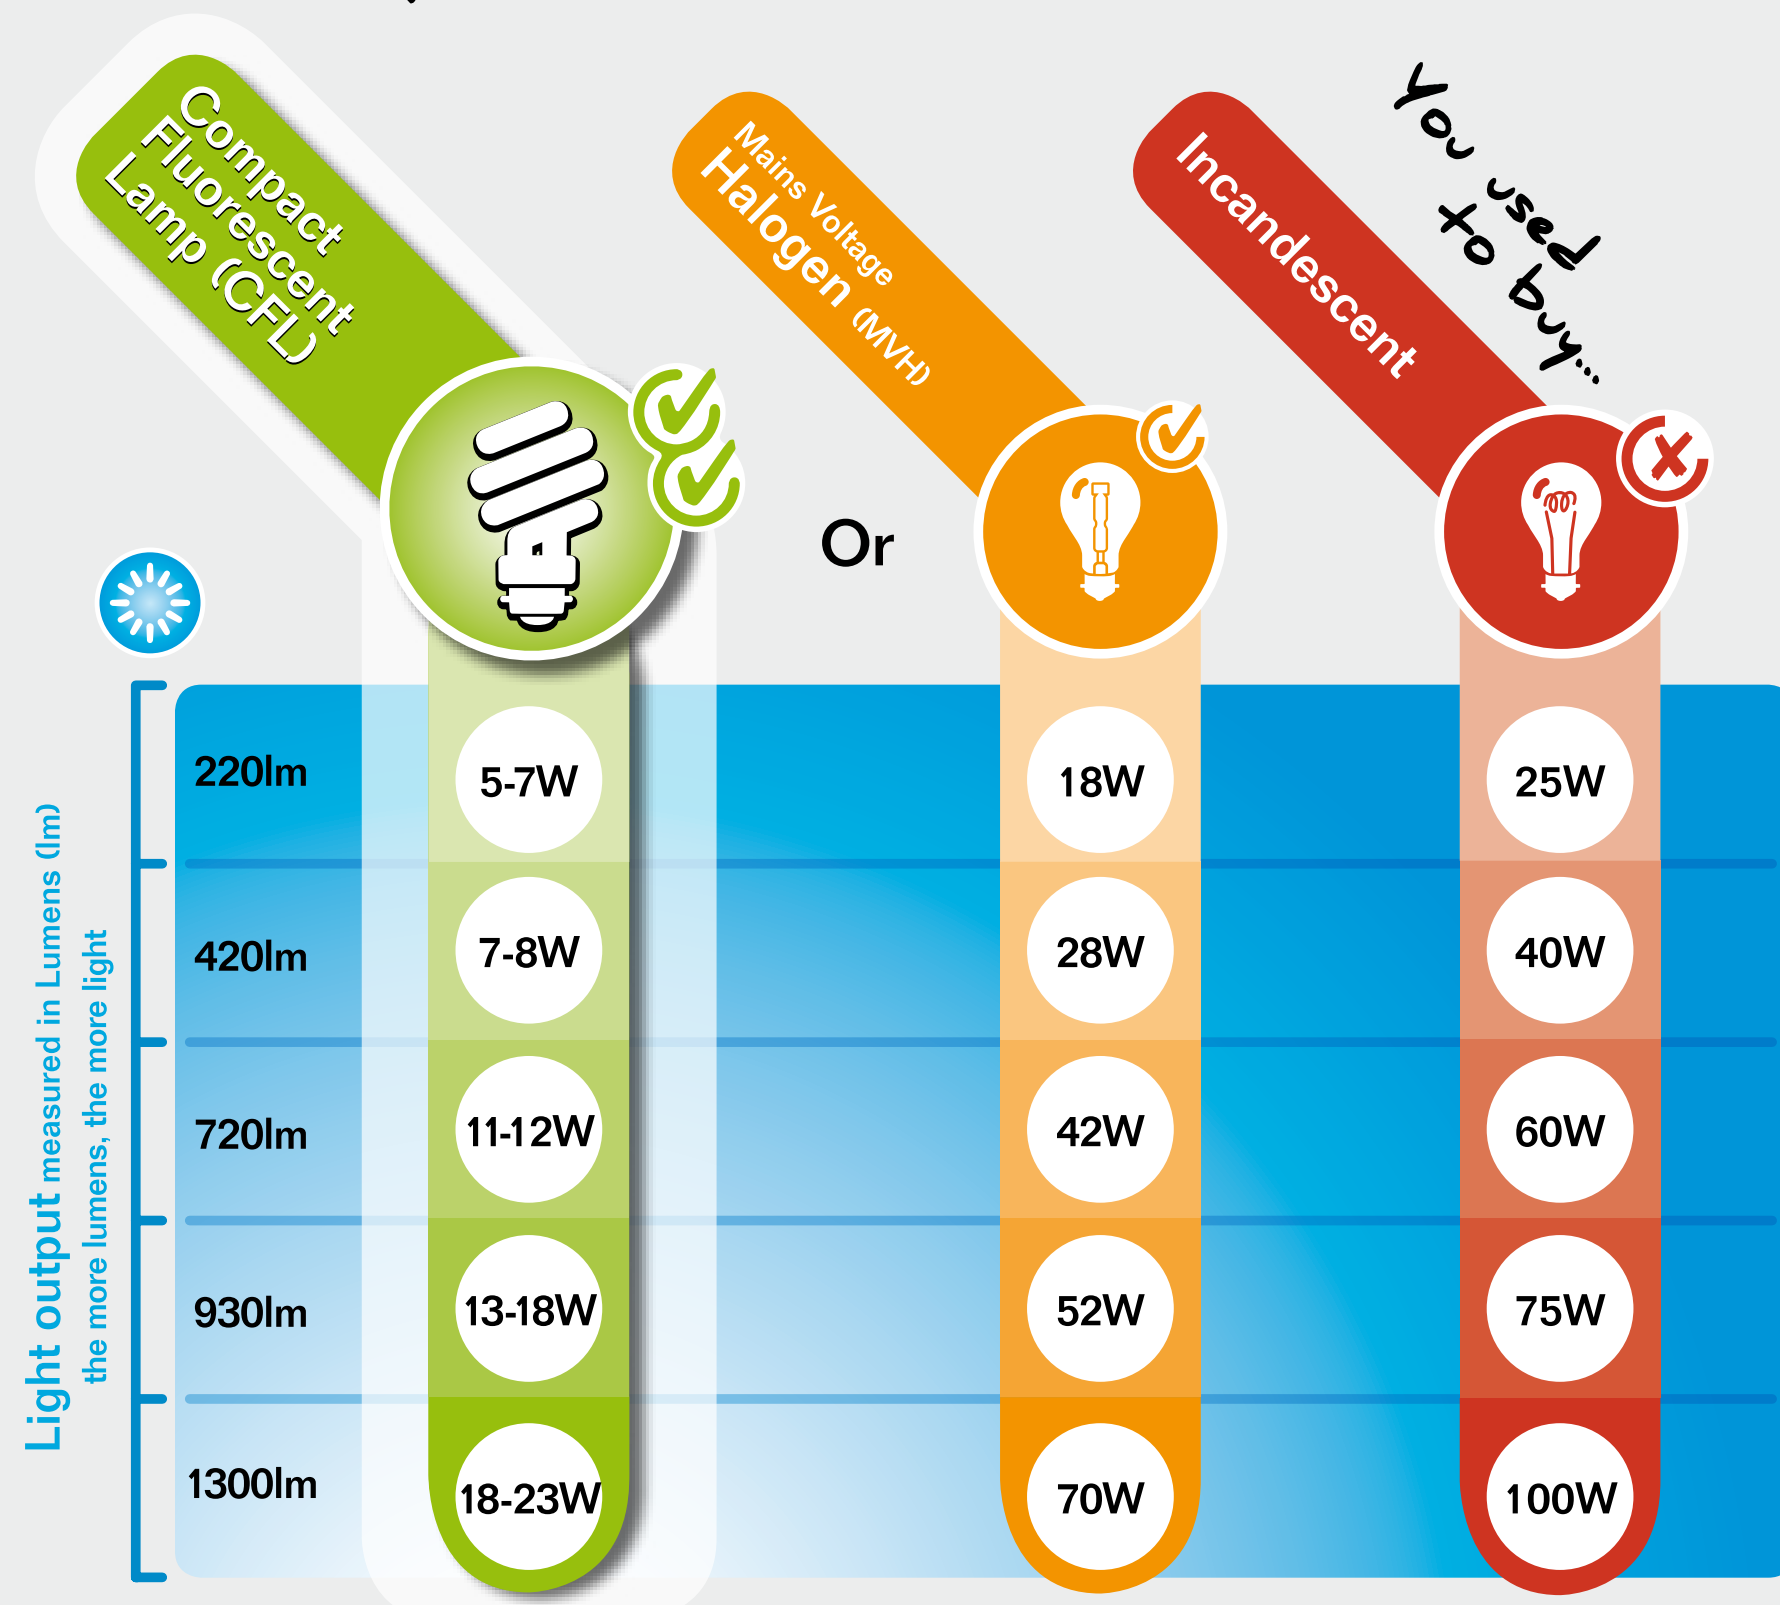 Compact
Fluorescent
Lamp (CFL)
Mains Voltage
Halogen (MVH)
Incandescent
You used
to buy...
Or
Light output measured in Lumens (lm)
the more lumens, the more light
220lm 5-7W 18W 25W
420lm 7-8W 28W 40W
720lm 11-12W 42W 60W
930lm 13-18W 52W 75W
1300lm 18-23W 70W 100W